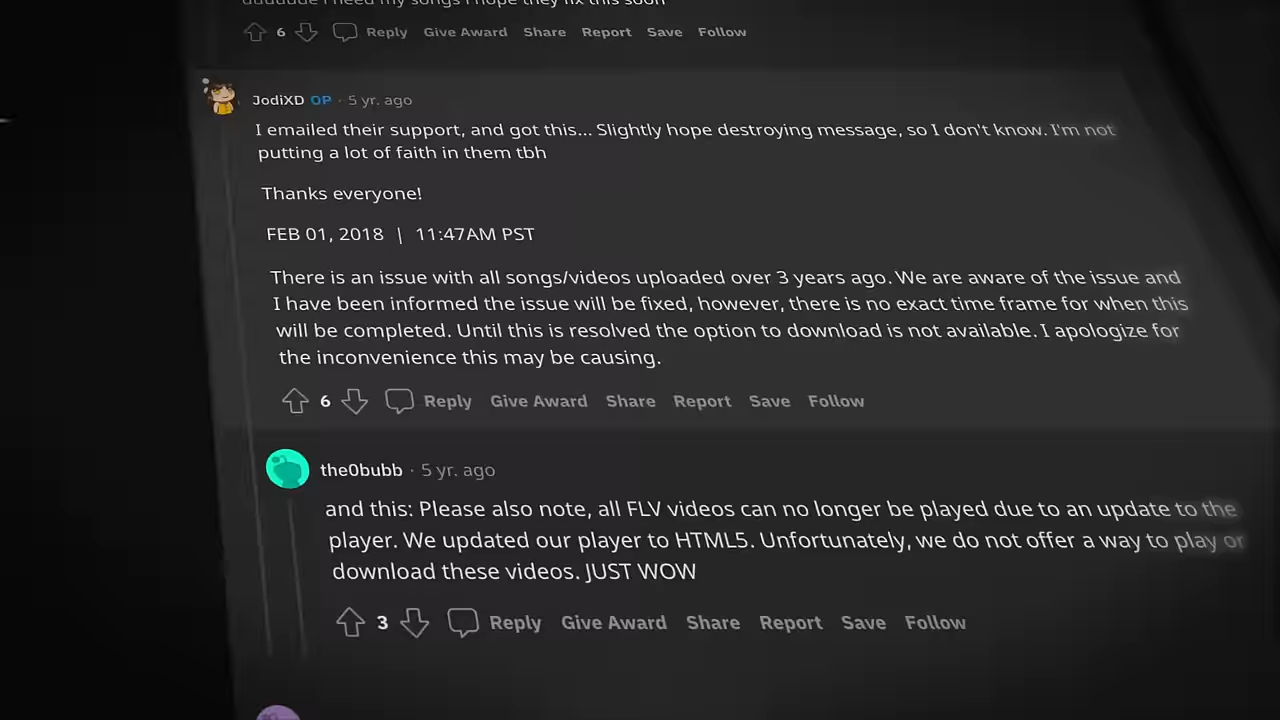 dudduude I need my songs I hope they fix this soon
6 Reply Give Award Share Report Save Follow
JodiXD OP · 5 yr. ago
I emailed their support, and got this... Slightly hope destroying message, so I don't know. I'm not
putting a lot of faith in them tbh
Thanks everyone!
FEB 01, 2018 | 11:47AM PST
There is an issue with all songs/videos uploaded over 3 years ago. We are aware of the issue and
I have been informed the issue will be fixed, however, there is no exact time frame for when this
will be completed. Until this is resolved the option to download is not available. I apologize for
the inconvenience this may be causing.
6 Reply Give Award Share Report Save Follow
the0bubb · 5 yr. ago
and this: Please also note, all FLV videos can no longer be played due to an update to the
player. We updated our player to HTML5. Unfortunately, we do not offer a way to play or
download these videos. JUST WOW
3 Reply Give Award Share Report Save Follow